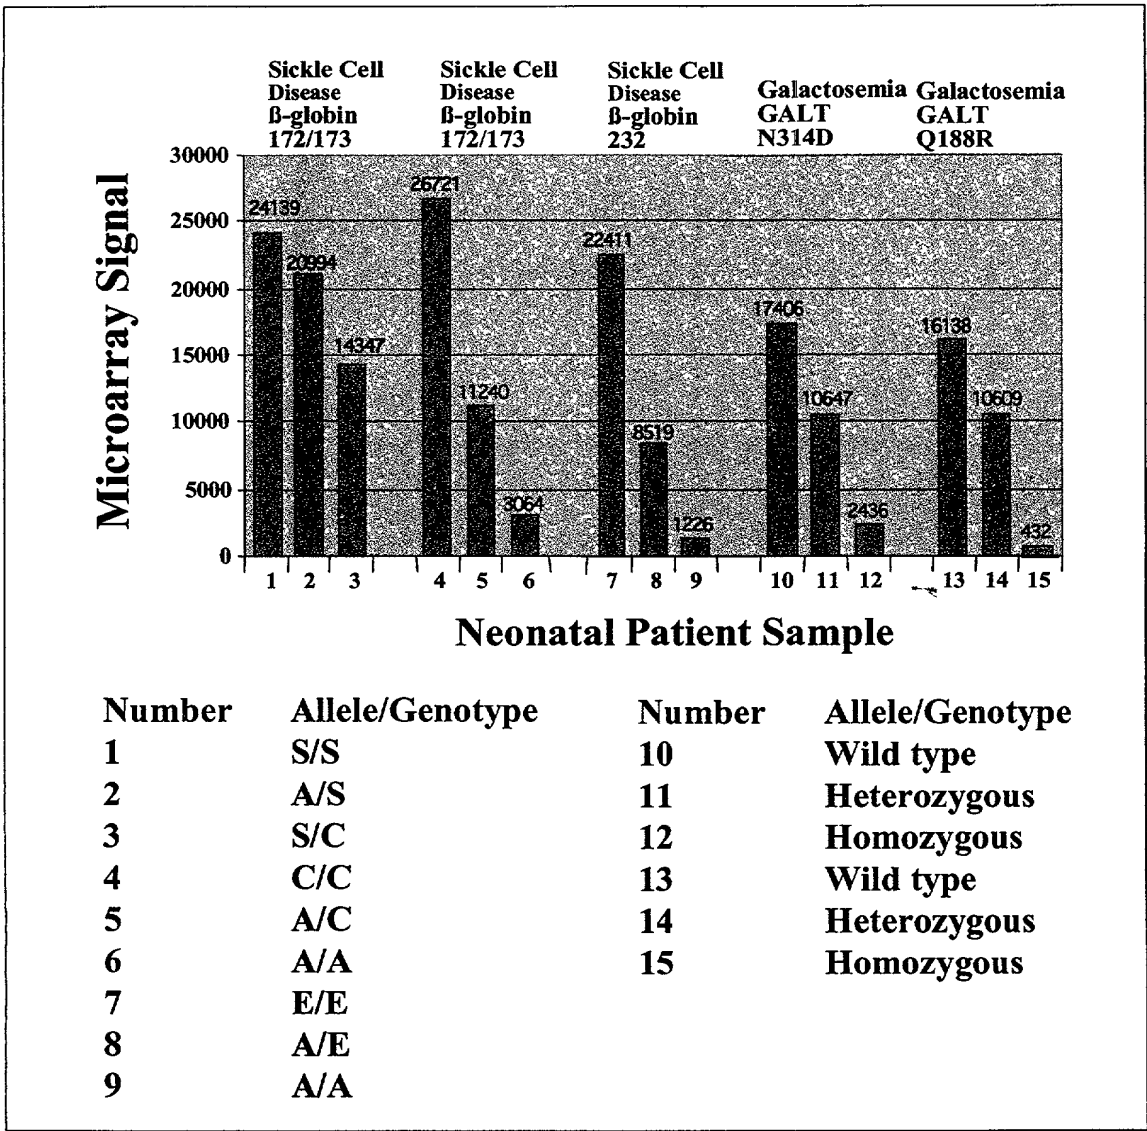 Sickle Cell Disease ß-globin 172/173
Sickle Cell Disease ß-globin 172/173
Sickle Cell Disease ß-globin 232
Galactosemia GALT N314D
Galactosemia GALT Q188R
Microarray Signal
30000
25000
20000
15000
10000
5000
0
24139
20994
14347
26721
11240
3064
22411
8519
1226
17406
10647
2436
16138
10609
432
1 2 3 4 5 6 7 8 9 10 11 12 13 14 15
Neonatal Patient Sample
Number Allele/Genotype
1 S/S
2 A/S
3 S/C
4 C/C
5 A/C
6 A/A
7 E/E
8 A/E
9 A/A
Number Allele/Genotype
10 Wild type
11 Heterozygous
12 Homozygous
13 Wild type
14 Heterozygous
15 Homozygous